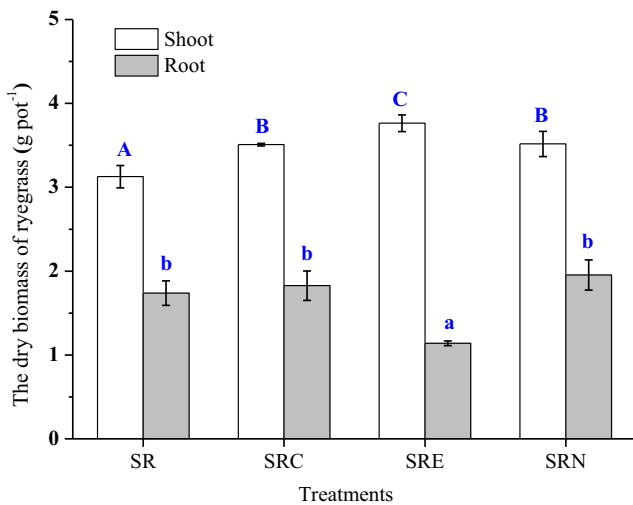 The dry biomass of ryegrass (g pot⁻¹)
5
4
3
2
1
0
Shoot
Root
A
b
B
b
C
a
B
b
SR
SRC
SRE
SRN
Treatments